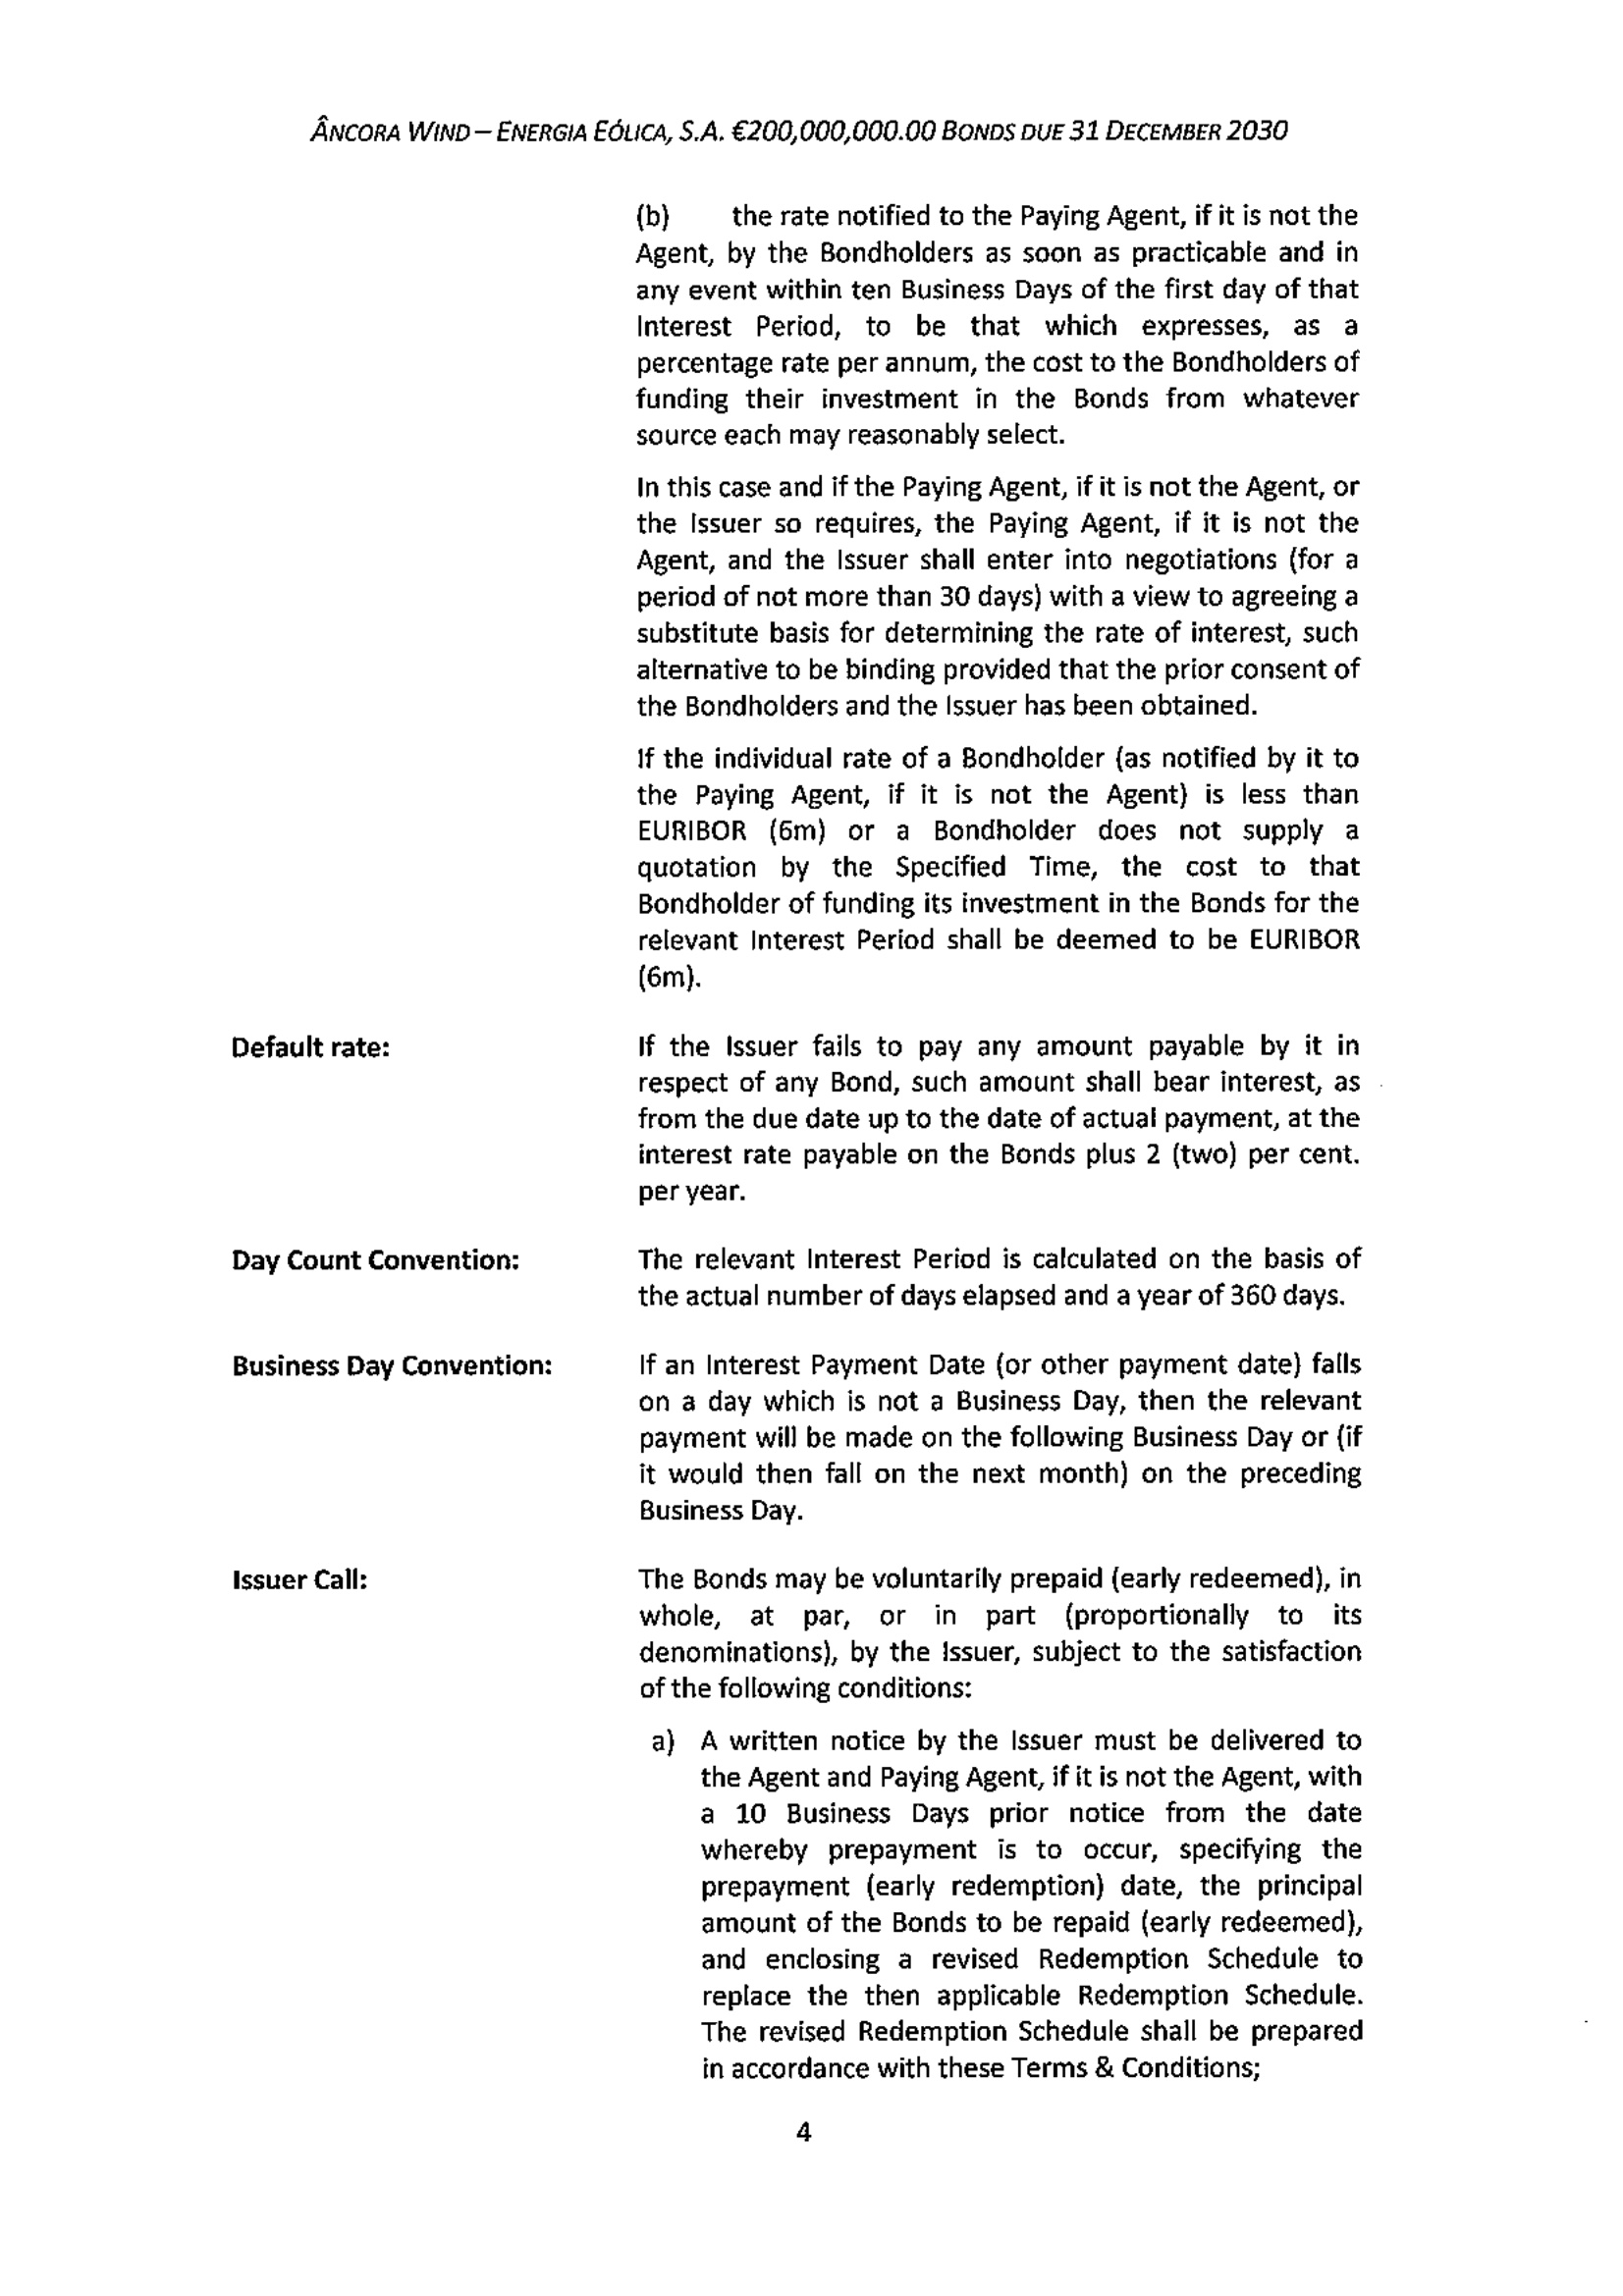 ÂNCORA WIND – ENERGIA EÓLICA, S.A. €200,000,000.00 BONDS DUE 31 DECEMBER 2030
(b) the rate notified to the Paying Agent, if it is not the
Agent, by the Bondholders as soon as practicable and in
any event within ten Business Days of the first day of that
Interest Period, to be that which expresses, as a
percentage rate per annum, the cost to the Bondholders of
funding their investment in the Bonds from whatever
source each may reasonably select.
In this case and if the Paying Agent, if it is not the Agent, or
the Issuer so requires, the Paying Agent, if it is not the
Agent, and the Issuer shall enter into negotiations (for a
period of not more than 30 days) with a view to agreeing a
substitute basis for determining the rate of interest, such
alternative to be binding provided that the prior consent of
the Bondholders and the Issuer has been obtained.
If the individual rate of a Bondholder (as notified by it to
the Paying Agent, if it is not the Agent) is less than
EURIBOR (6m) or a Bondholder does not supply a
quotation by the Specified Time, the cost to that
Bondholder of funding its investment in the Bonds for the
relevant Interest Period shall be deemed to be EURIBOR
(6m).
Default rate: If the Issuer fails to pay any amount payable by it in
respect of any Bond, such amount shall bear interest, as
from the due date up to the date of actual payment, at the
interest rate payable on the Bonds plus 2 (two) per cent.
per year.
Day Count Convention: The relevant Interest Period is calculated on the basis of
the actual number of days elapsed and a year of 360 days.
Business Day Convention: If an Interest Payment Date (or other payment date) falls
on a day which is not a Business Day, then the relevant
payment will be made on the following Business Day or (if
it would then fall on the next month) on the preceding
Business Day.
Issuer Call: The Bonds may be voluntarily prepaid (early redeemed), in
whole, at par, or in part (proportionally to its
denominations), by the Issuer, subject to the satisfaction
of the following conditions:
a) A written notice by the Issuer must be delivered to
the Agent and Paying Agent, if it is not the Agent, with
a 10 Business Days prior notice from the date
whereby prepayment is to occur, specifying the
prepayment (early redemption) date, the principal
amount of the Bonds to be repaid (early redeemed),
and enclosing a revised Redemption Schedule to
replace the then applicable Redemption Schedule.
The revised Redemption Schedule shall be prepared
in accordance with these Terms & Conditions;
4